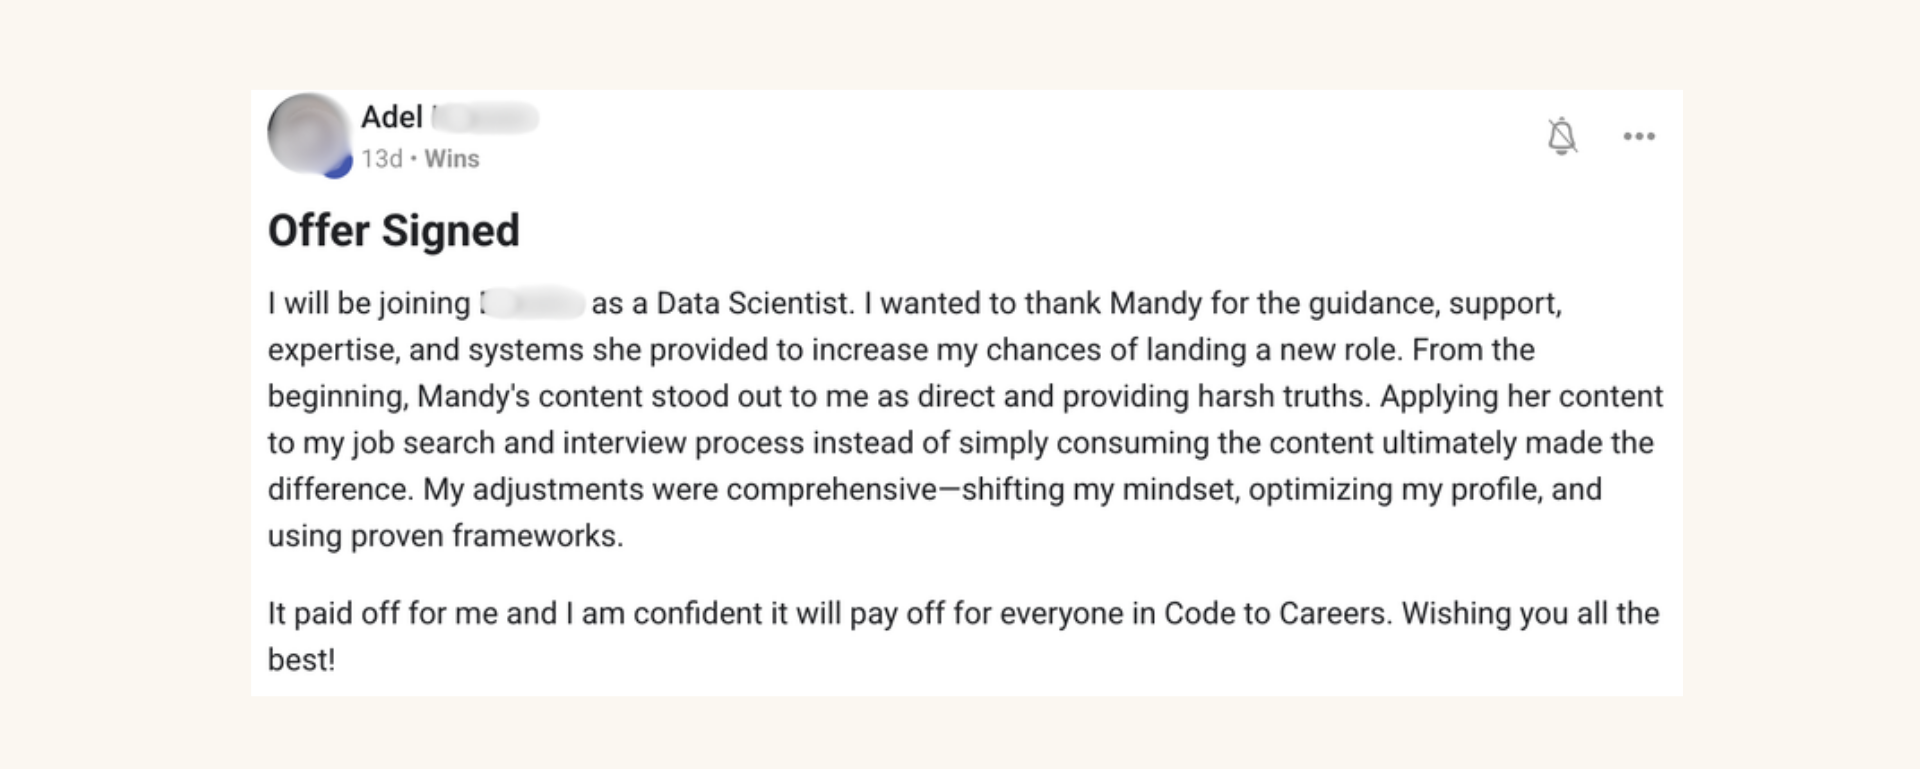 Adel
13d • Wins
Offer Signed
I will be joining as a Data Scientist. I wanted to thank Mandy for the guidance, support,
expertise, and systems she provided to increase my chances of landing a new role. From the
beginning, Mandy's content stood out to me as direct and providing harsh truths. Applying her content
to my job search and interview process instead of simply consuming the content ultimately made the
difference. My adjustments were comprehensive—shifting my mindset, optimizing my profile, and
using proven frameworks.
It paid off for me and I am confident it will pay off for everyone in Code to Careers. Wishing you all the
best!